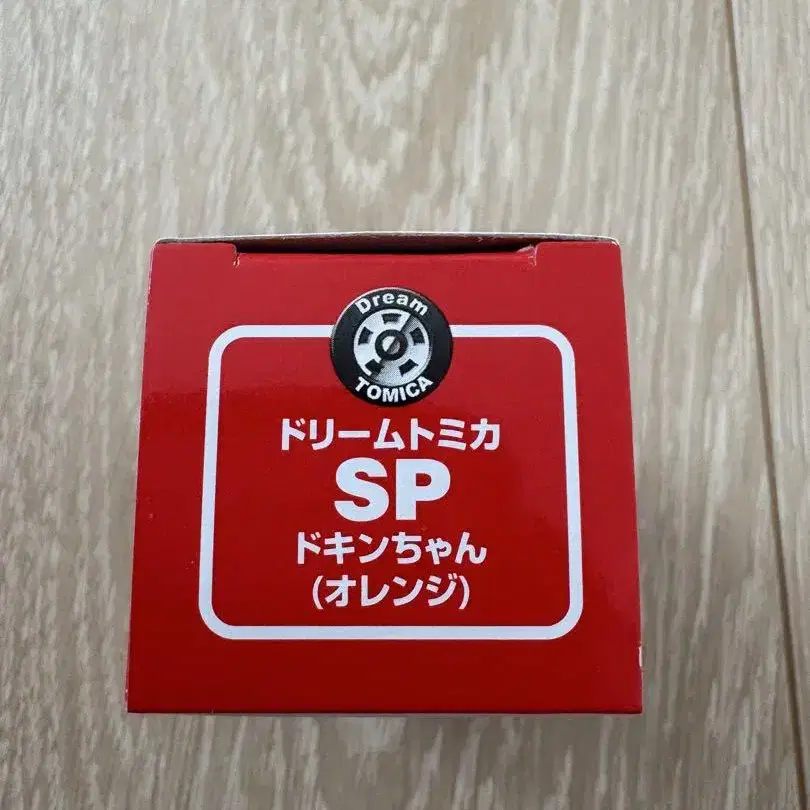 Dream
TOMICA
ドリームトミカ
SP
ドキンちゃん
(オレンジ)